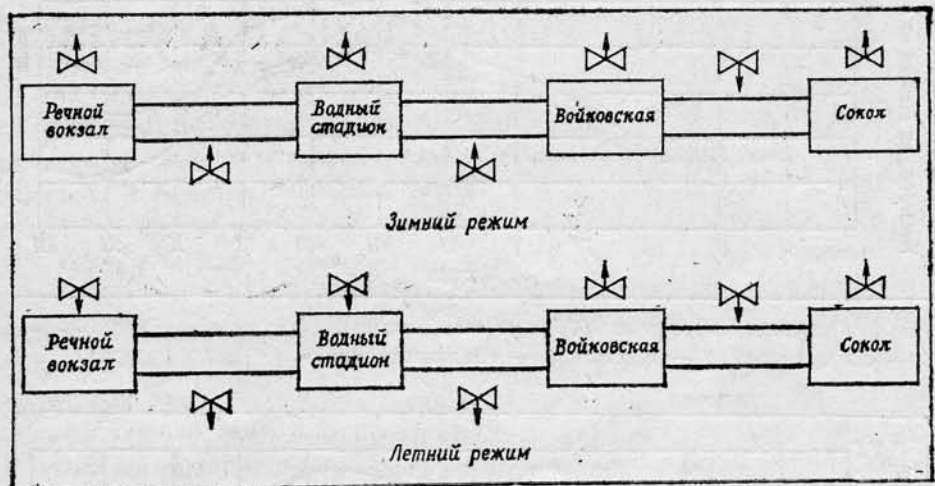 Речной
вокзал
Водный
стадион
Войковская
Сокол
Зимний режим
Речной
вокзал
Водный
стадион
Войковская
Сокол
Летний режим